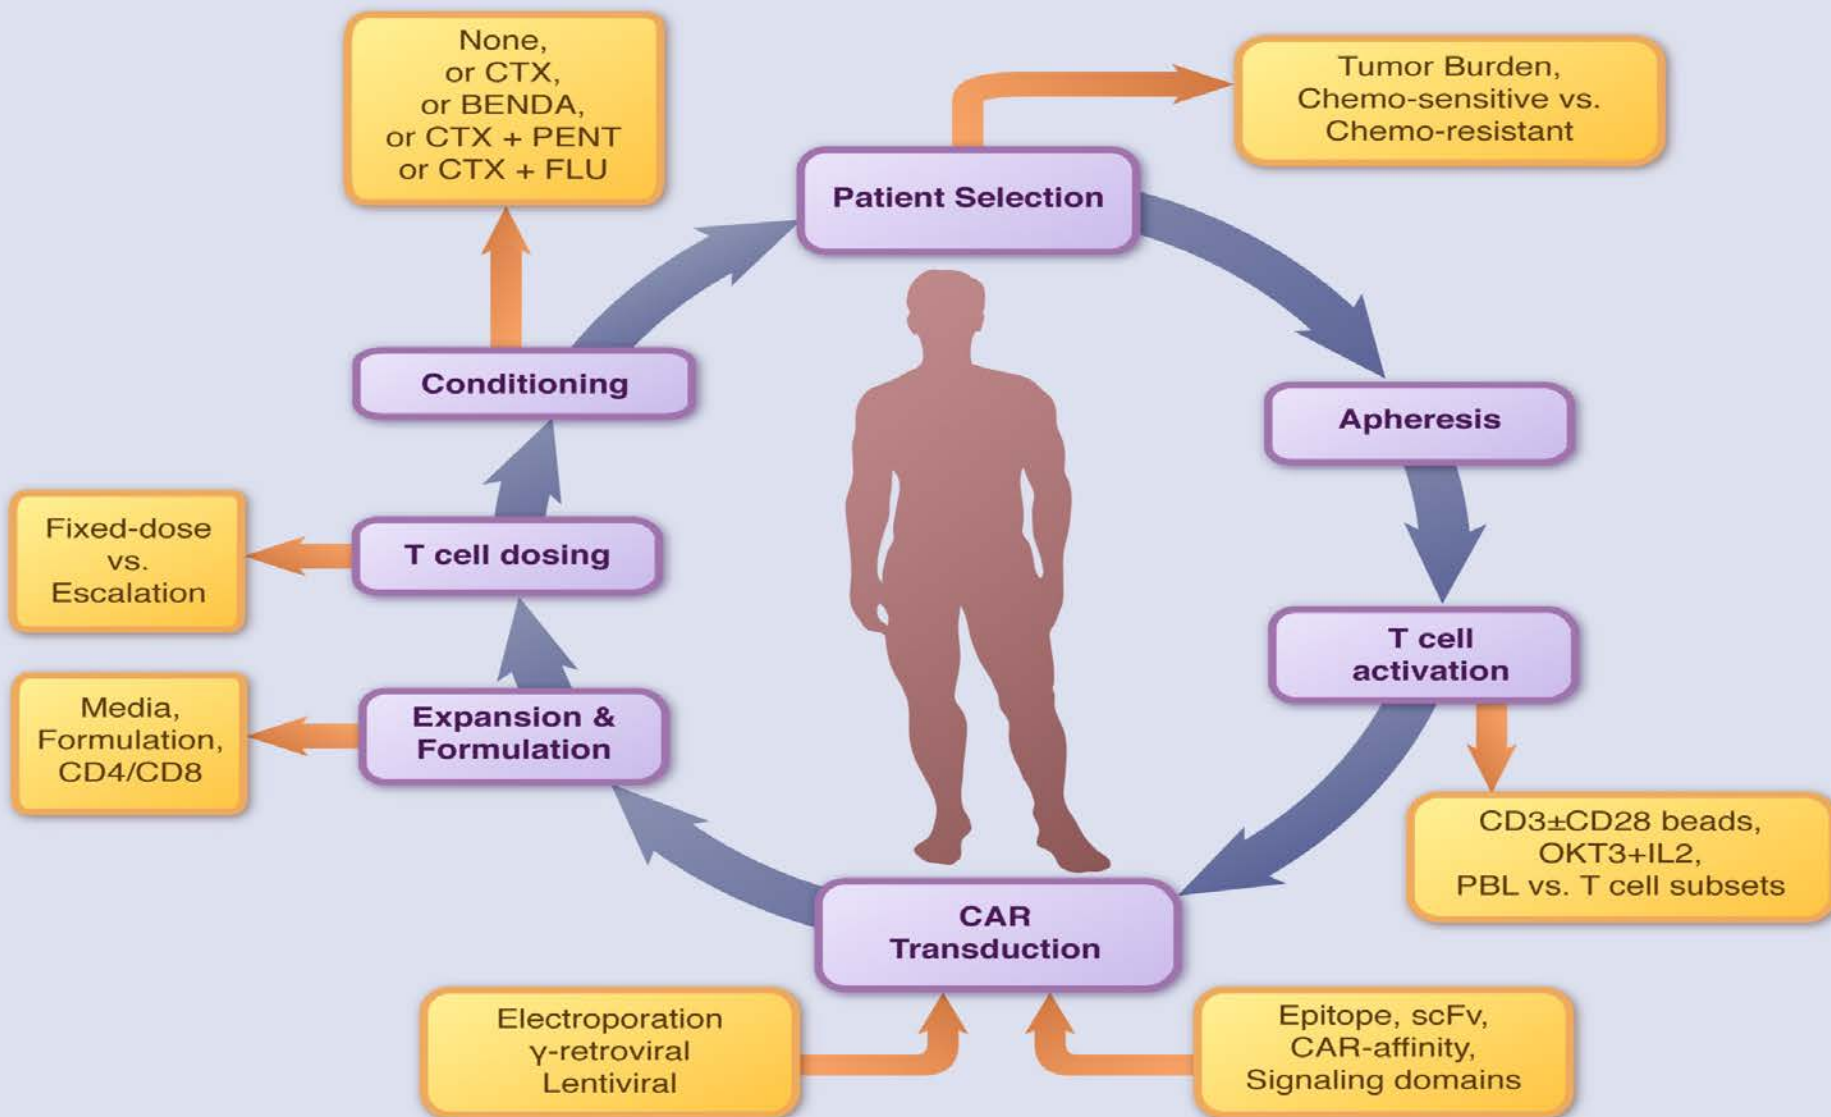 None,
or CTX,
or BENDA,
or CTX + PENT
or CTX + FLU
Tumor Burden,
Chemo-sensitive vs.
Chemo-resistant
Patient Selection
Conditioning
Apheresis
Fixed-dose
vs.
Escalation
T cell dosing
T cell
activation
Media,
Formulation,
CD4/CD8
Expansion &
Formulation
CD3±CD28 beads,
OKT3+IL2,
PBL vs. T cell subsets
CAR
Transduction
Electroporation
γ-retroviral
Lentiviral
Epitope, scFv,
CAR-affinity,
Signaling domains